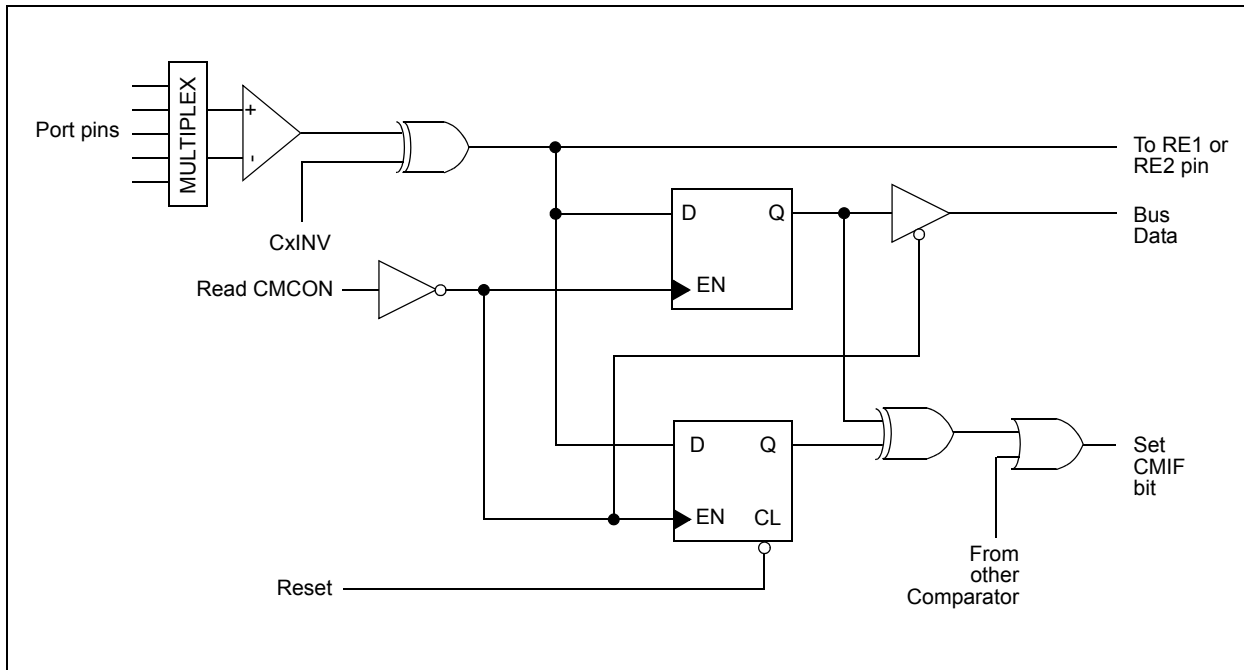 MULTIPLEX
Port pins
+
-
CxINV
Read CMCON
To RE1 or
RE2 pin
D
Q
EN
Bus
Data
D
Q
EN
CL
Set
CMIF
bit
From
other
Comparator
Reset